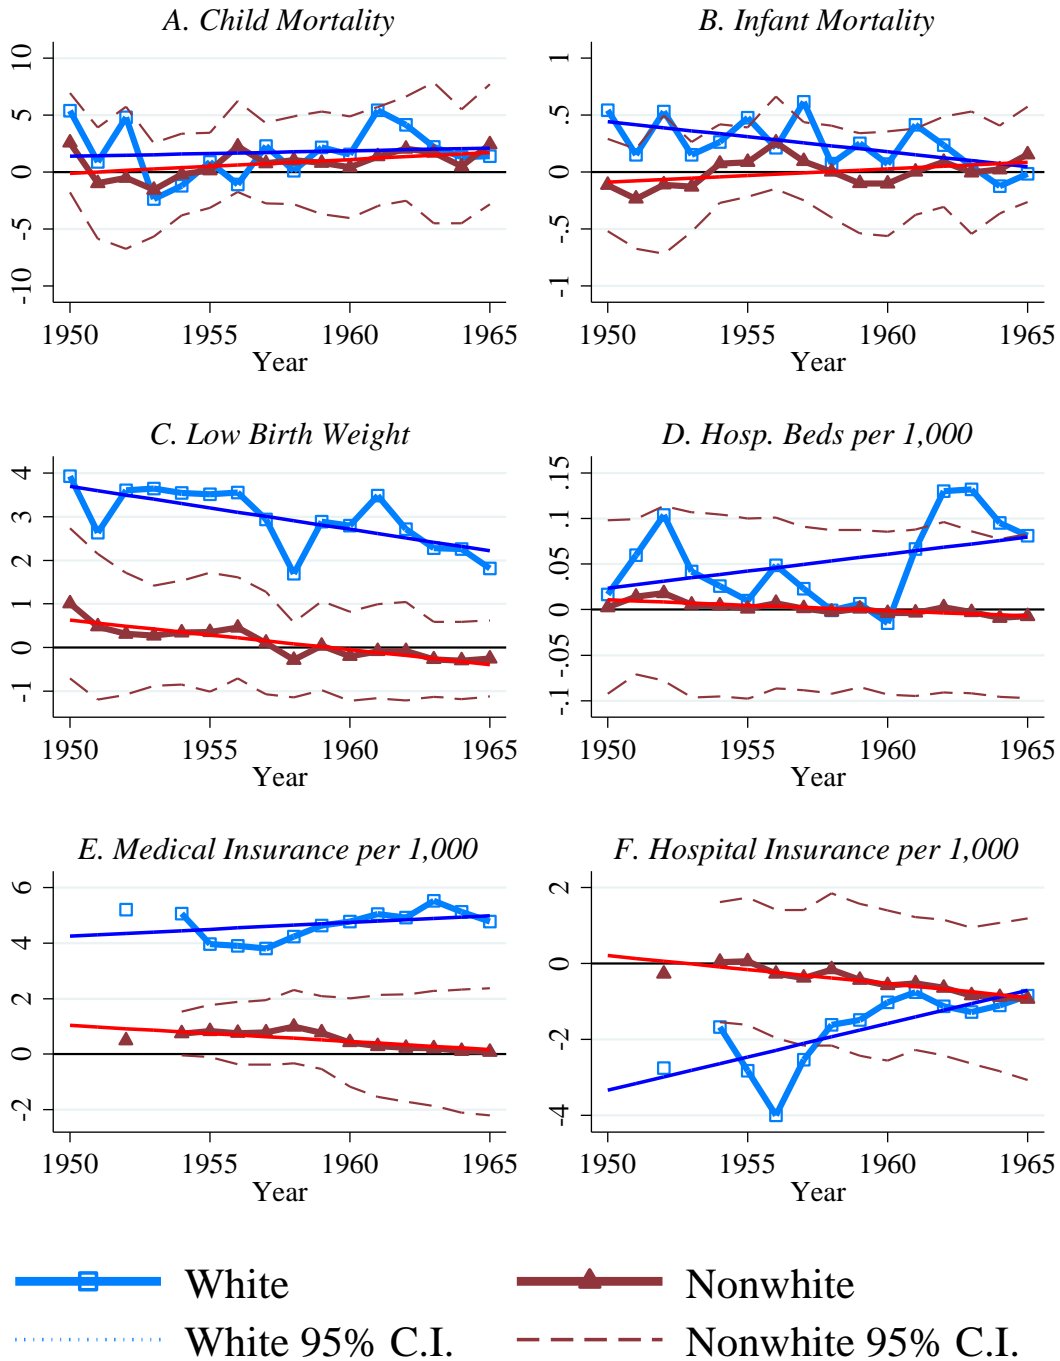 A. Child Mortality
10
5
0
-5
-10
1950 1955 1960 1965
Year
B. Infant Mortality
1
.5
0
-.5
-1
1950 1955 1960 1965
Year
C. Low Birth Weight
4
3
2
1
0
-1
1950 1955 1960 1965
Year
D. Hosp. Beds per 1,000
.15
.1
.05
0
-.05
-.1
1950 1955 1960 1965
Year
E. Medical Insurance per 1,000
6
4
2
0
-2
1950 1955 1960 1965
Year
F. Hospital Insurance per 1,000
2
0
-2
-4
1950 1955 1960 1965
Year
White
Nonwhite
White 95% C.I.
Nonwhite 95% C.I.